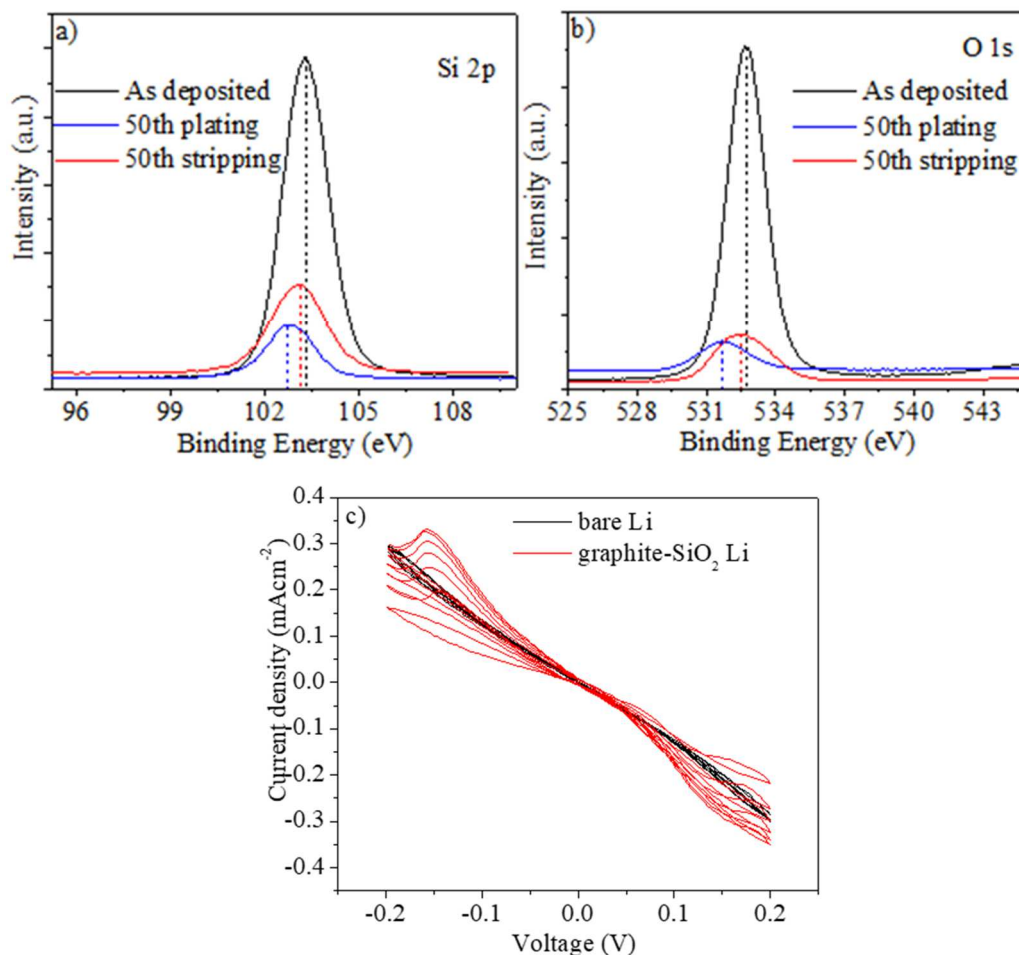 a)
Si 2p
As deposited
50th plating
50th stripping
Intensity (a.u.)
96 99 102 105 108
Binding Energy (eV)
b)
O 1s
As deposited
50th plating
50th stripping
Intensity (a.u.)
525 528 531 534 537 540 543
Binding Energy (eV)
c)
bare Li
graphite-SiO₂ Li
Current density (mAcm⁻²)
0.4
0.3
0.2
0.1
0.0
-0.1
-0.2
-0.3
-0.4
-0.2 -0.1 0.0 0.1 0.2
Voltage (V)